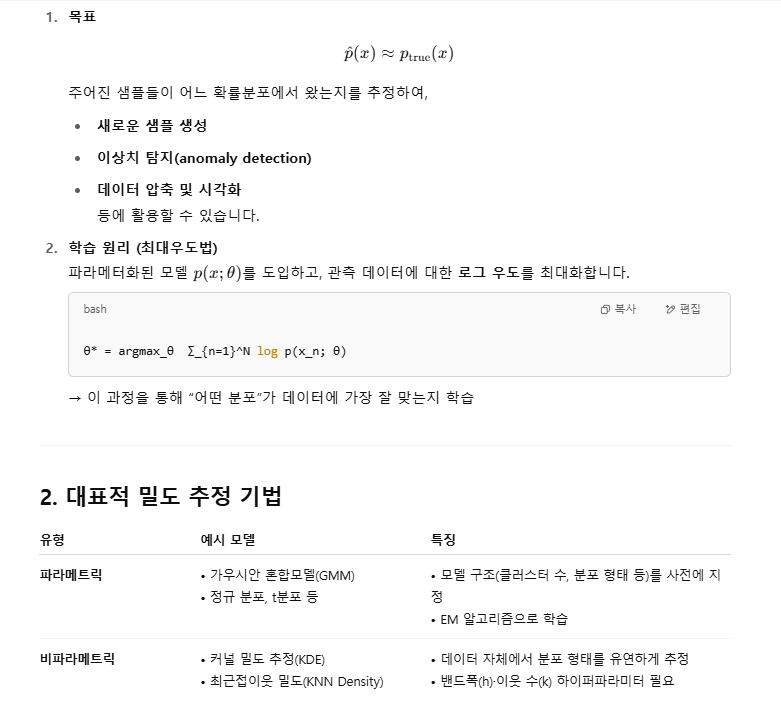 1. 목표
p̂(x) ≈ p_true(x)
주어진 샘플들이 어느 확률분포에서 왔는지를 추정하여,
• 새로운 샘플 생성
• 이상치 탐지(anomaly detection)
• 데이터 압축 및 시각화
등에 활용할 수 있습니다.
2. 학습 원리 (최대우도법)
파라메터화된 모델 p(x; θ)를 도입하고, 관측 데이터에 대한 로그 우도를 최대화합니다.
bash 복사 편집
θ* = argmax_θ  ∑_{n=1}^N log p(x_n; θ)
→ 이 과정을 통해 “어떤 분포”가 데이터에 가장 잘 맞는지 학습
2. 대표적 밀도 추정 기법
유형 예시 모델 특징
파라메트릭 • 가우시안 혼합모델(GMM) • 모델 구조(클러스터 수, 분포 형태 등)를 사전에 지
• 정규 분포, t분포 등 정
• EM 알고리즘으로 학습
비파라메트릭 • 커널 밀도 추정(KDE) • 데이터 자체에서 분포 형태를 유연하게 추정
• 최근접이웃 밀도(KNN Density) • 밴드폭(h)·이웃 수(k) 하이퍼파라미터 필요